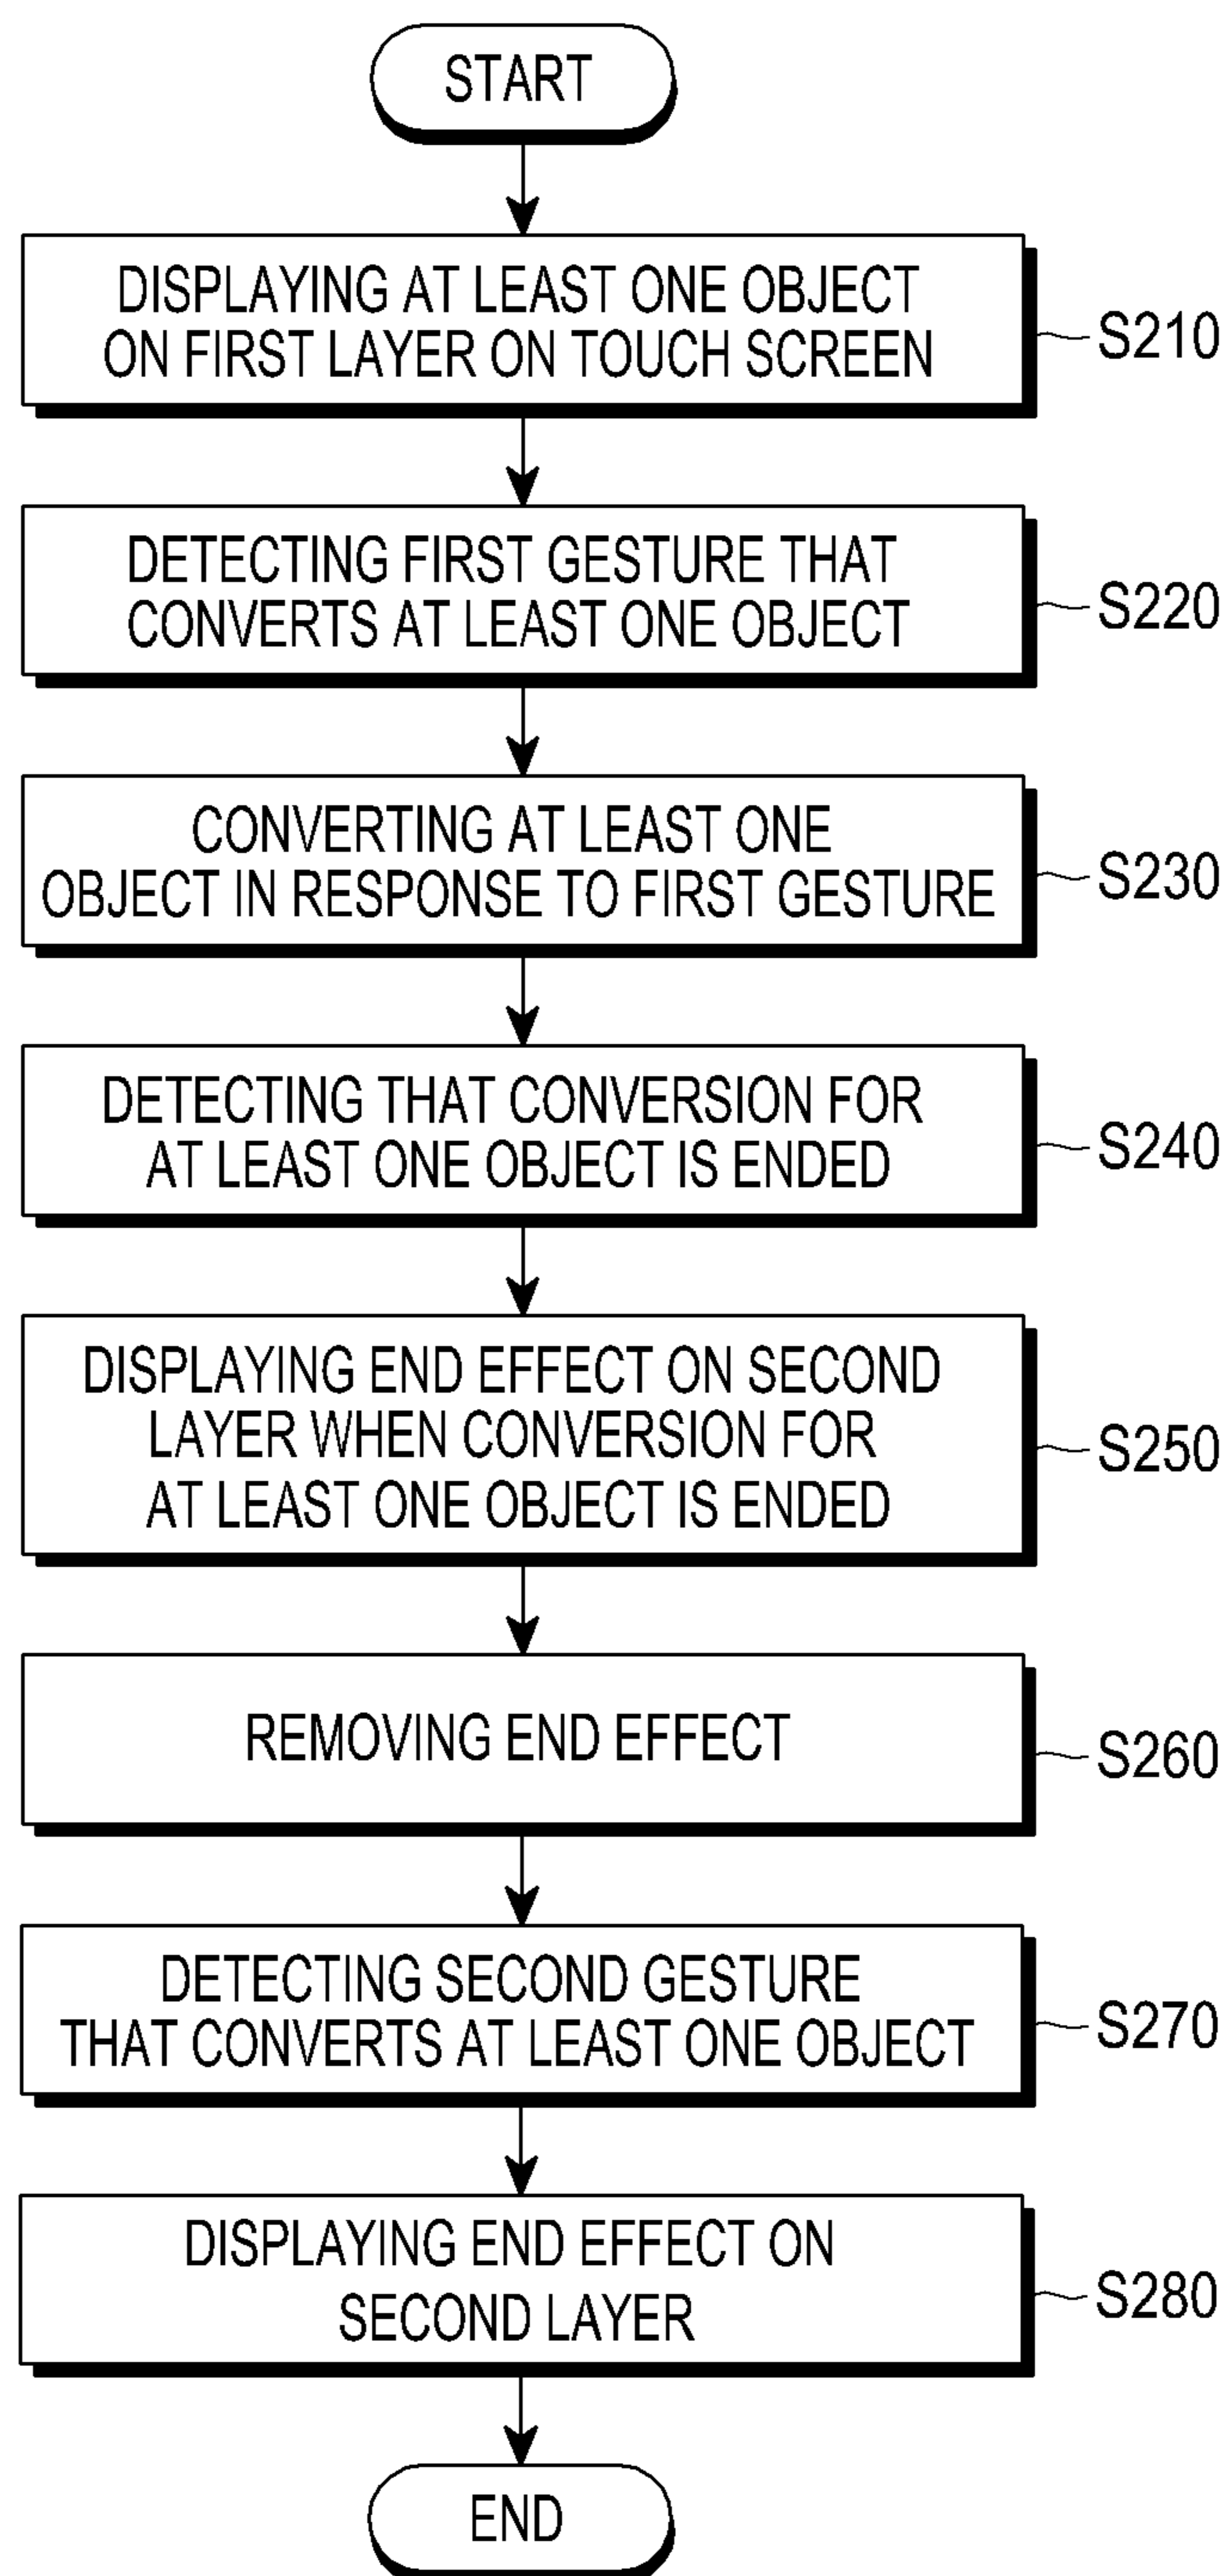 START
DISPLAYING AT LEAST ONE OBJECT
ON FIRST LAYER ON TOUCH SCREEN
S210
DETECTING FIRST GESTURE THAT
CONVERTS AT LEAST ONE OBJECT
S220
CONVERTING AT LEAST ONE
OBJECT IN RESPONSE TO FIRST GESTURE
S230
DETECTING THAT CONVERSION FOR
AT LEAST ONE OBJECT IS ENDED
S240
DISPLAYING END EFFECT ON SECOND
LAYER WHEN CONVERSION FOR
AT LEAST ONE OBJECT IS ENDED
S250
REMOVING END EFFECT
S260
DETECTING SECOND GESTURE
THAT CONVERTS AT LEAST ONE OBJECT
S270
DISPLAYING END EFFECT ON
SECOND LAYER
S280
END